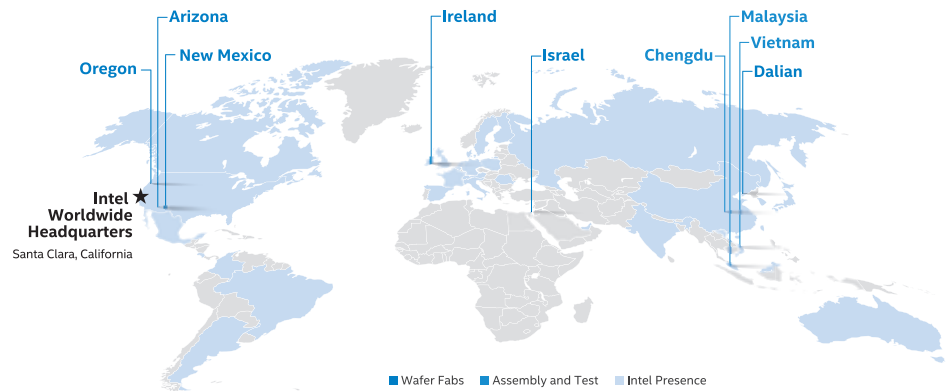 Arizona
New Mexico
Oregon
Ireland
Israel
Malaysia
Vietnam
Chengdu
Dalian
Intel
Worldwide
Headquarters
Santa Clara, California
Wafer Fabs
Assembly and Test
Intel Presence